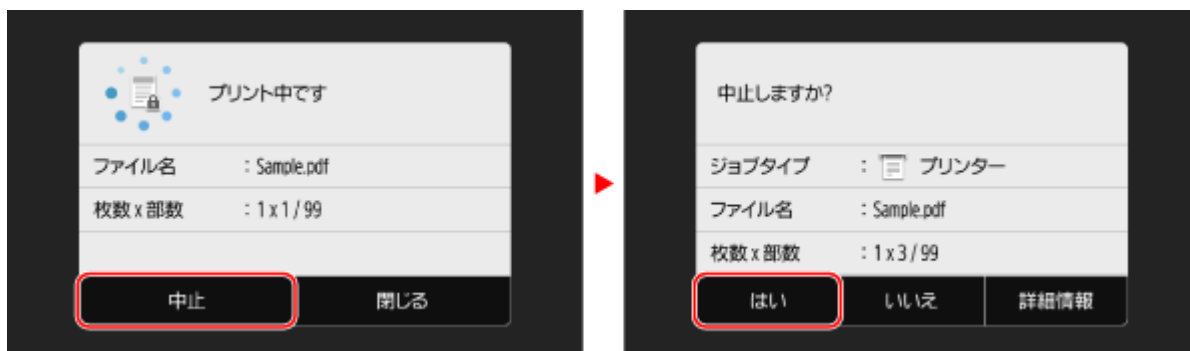 プリント中です
ファイル名 : Sample.pdf
枚数 x 部数 : 1 x 1 / 99
中止 閉じる
中止しますか?
ジョブタイプ : プリンター
ファイル名 : Sample.pdf
枚数 x 部数 : 1 x 3 / 99
はい いいえ 詳細情報